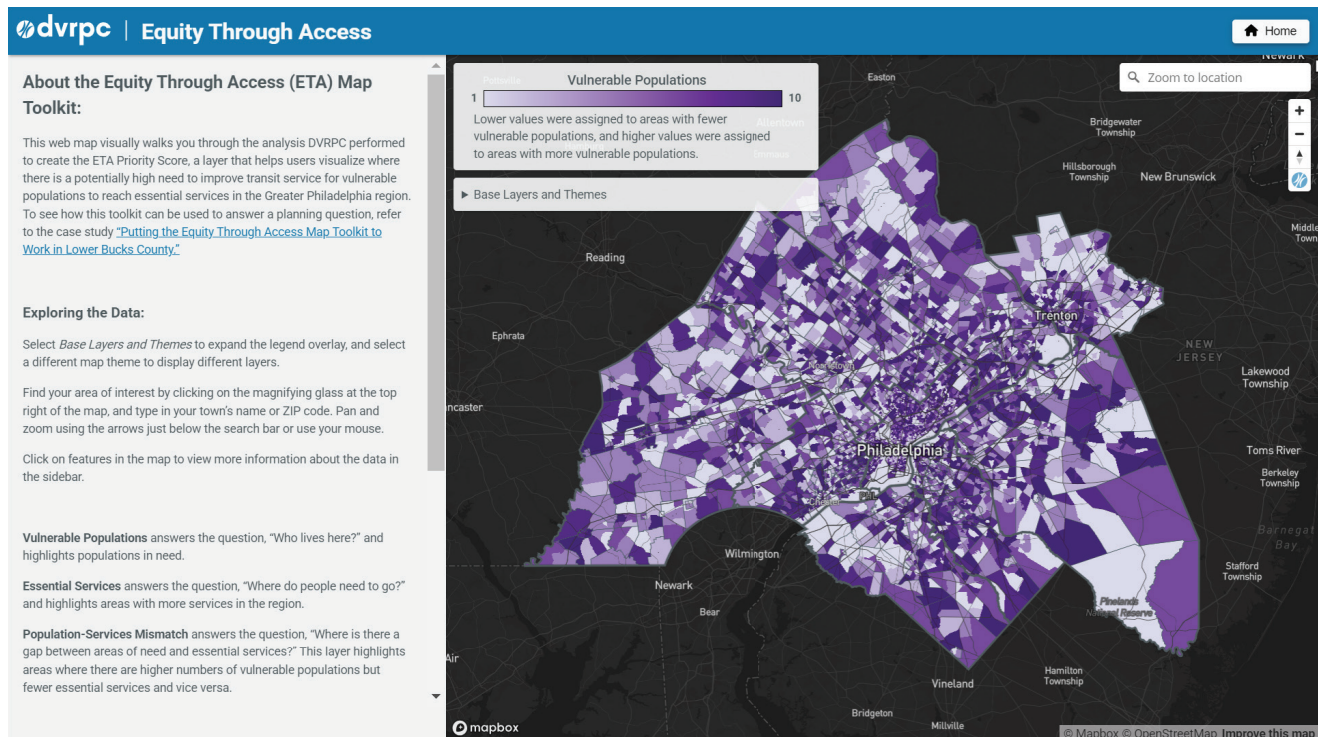 dvrpc | Equity Through Access
Home
About the Equity Through Access (ETA) Map
Toolkit:
This web map visually walks you through the analysis DVRPC performed
to create the ETA Priority Score, a layer that helps users visualize where
there is a potentially high need to improve transit service for vulnerable
populations to reach essential services in the Greater Philadelphia region.
To see how this toolkit can be used to answer a planning question, refer
to the case study “Putting the Equity Through Access Map Toolkit to
Work in Lower Bucks County.”
Exploring the Data:
Select Base Layers and Themes to expand the legend overlay, and select
a different map theme to display different layers.
Find your area of interest by clicking on the magnifying glass at the top
right of the map, and type in your town’s name or ZIP code. Pan and
zoom using the arrows just below the search bar or use your mouse.
Click on features in the map to view more information about the data in
the sidebar.
Vulnerable Populations answers the question, “Who lives here?” and
highlights populations in need.
Essential Services answers the question, “Where do people need to go?”
and highlights areas with more services in the region.
Population-Services Mismatch answers the question, “Where is there a
gap between areas of need and essential services?” This layer highlights
areas where there are higher numbers of vulnerable populations but
fewer essential services and vice versa.
Vulnerable Populations
1 10
Lower values were assigned to areas with fewer
vulnerable populations, and higher values were assigned
to areas with more vulnerable populations.
Base Layers and Themes
Zoom to location
Easton
Bridgewater
Township
Hillsborough
Township
New Brunswick
Middle
Town
Reading
Ephrata
ncaster
Norristown
Trenton
NEW
JERSEY
Lakewood
Township
Philadelphia
PHL
Chester
Toms River
Berkeley
Township
Barnegat
Bay
Stafford
Township
Wilmington
Newark
Bear
Pinelands
National Reserve
Air
Vineland
Hamilton
Township
Bridgeton
Millville
mapbox
© Mapbox © OpenStreetMap Improve this map